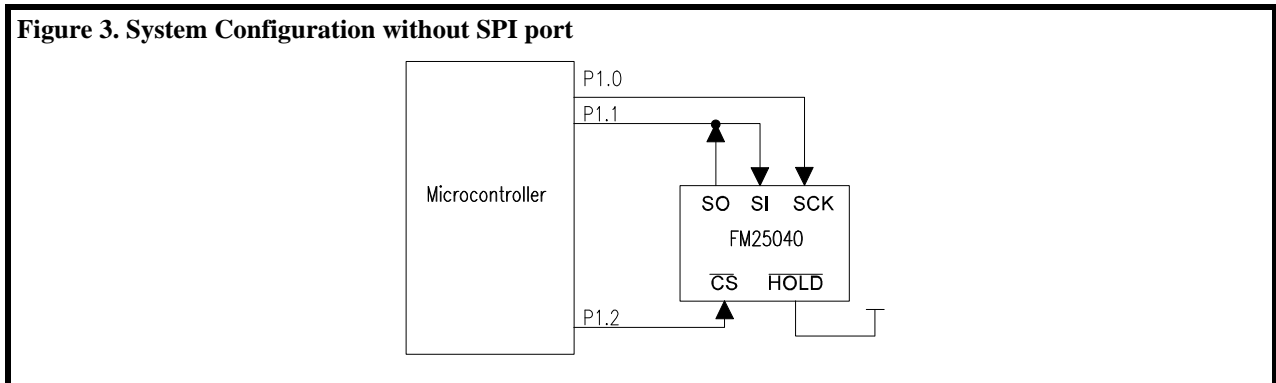 Figure 3. System Configuration without SPI port
P1.0
P1.1
Microcontroller
SO SI SCK
FM25040
CS HOLD
P1.2